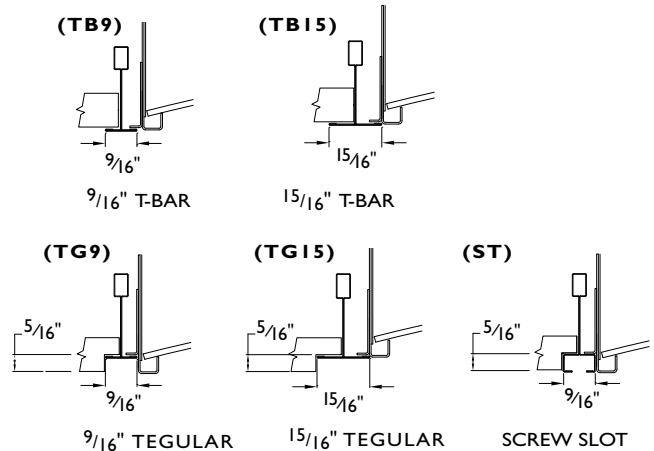 (TB9)
(TB15)
9/16"
15/16"
9/16" T-BAR
15/16" T-BAR
(TG9)
(TG15)
(ST)
5/16"
5/16"
5/16"
9/16"
15/16"
9/16"
9/16" TEGULAR
15/16" TEGULAR
SCREW SLOT